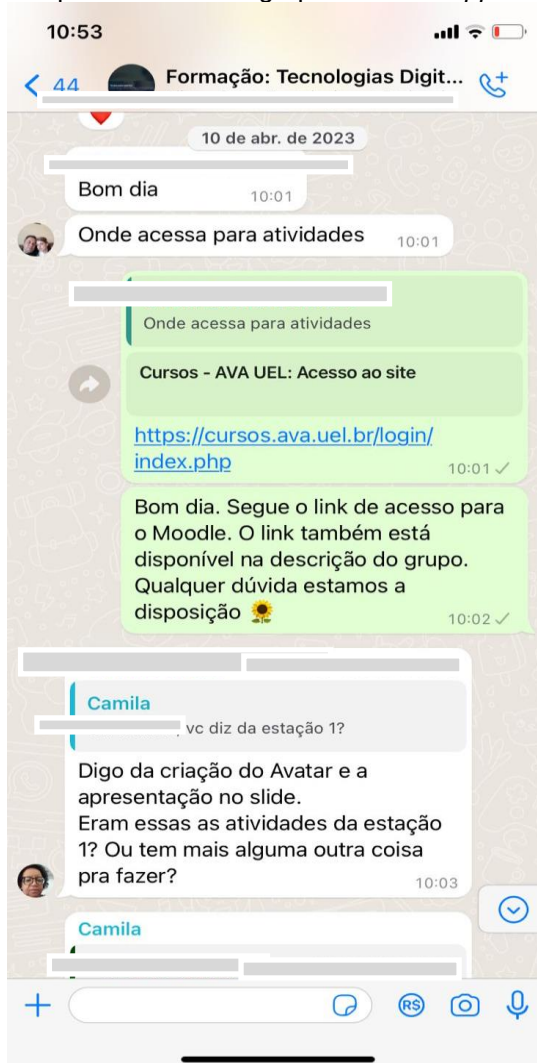 10:53
44
Formação: Tecnologias Digit...
10 de abr. de 2023
Bom dia
10:01
Onde acessa para atividades
10:01
Onde acessa para atividades
Cursos - AVA UEL: Acesso ao site
https://cursos.ava.uel.br/login/
index.php
10:01
Bom dia. Segue o link de acesso para
o Moodle. O link também está
disponível na descrição do grupo.
Qualquer dúvida estamos a
disposição 🌻
10:02
Camila
, vc diz da estação 1?
Digo da criação do Avatar e a
apresentação no slide.
Eram essas as atividades da estação
1? Ou tem mais alguma outra coisa
pra fazer?
10:03
Camila
R$